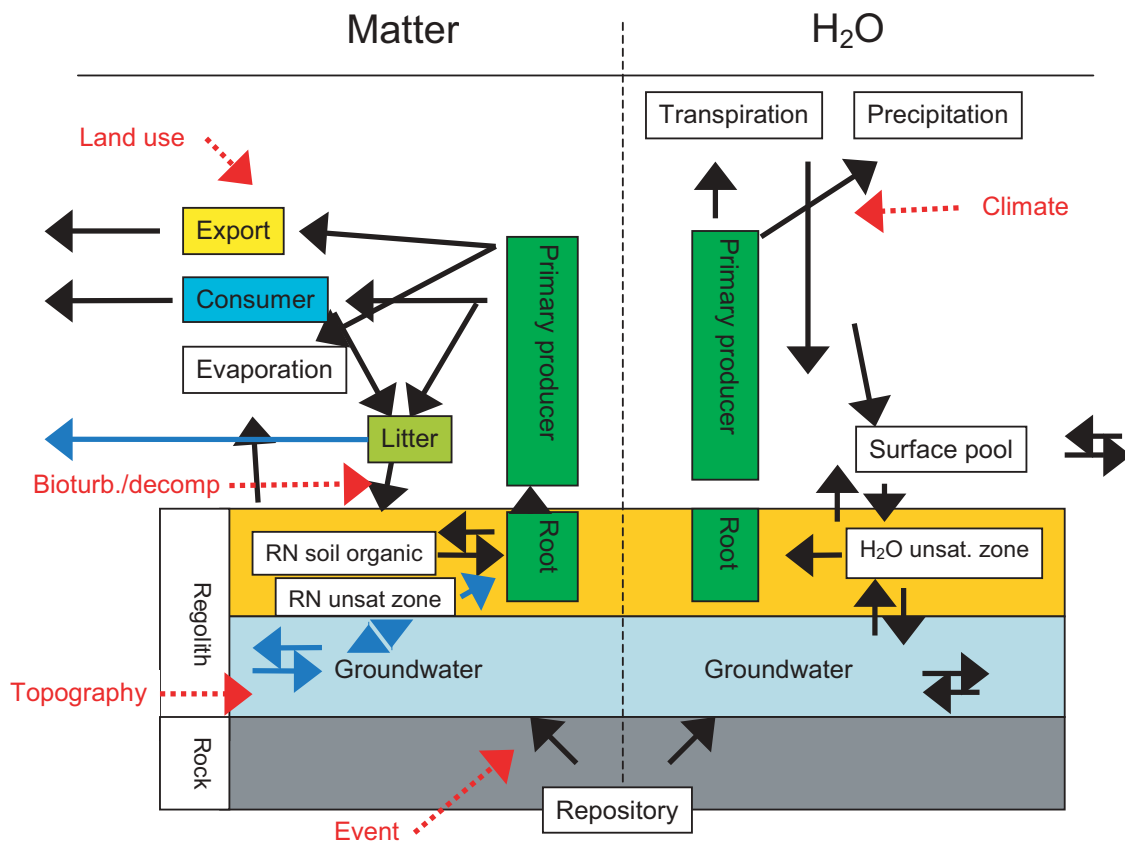 Matter
H₂O
Transpiration
Precipitation
Land use
Climate
Export
Consumer
Evaporation
Primary producer
Primary producer
Litter
Surface pool
Bioturb./decomp
RN soil organic
Root
Root
H₂O unsat. zone
RN unsat zone
Regolith
Groundwater
Groundwater
Topography
Rock
Repository
Event